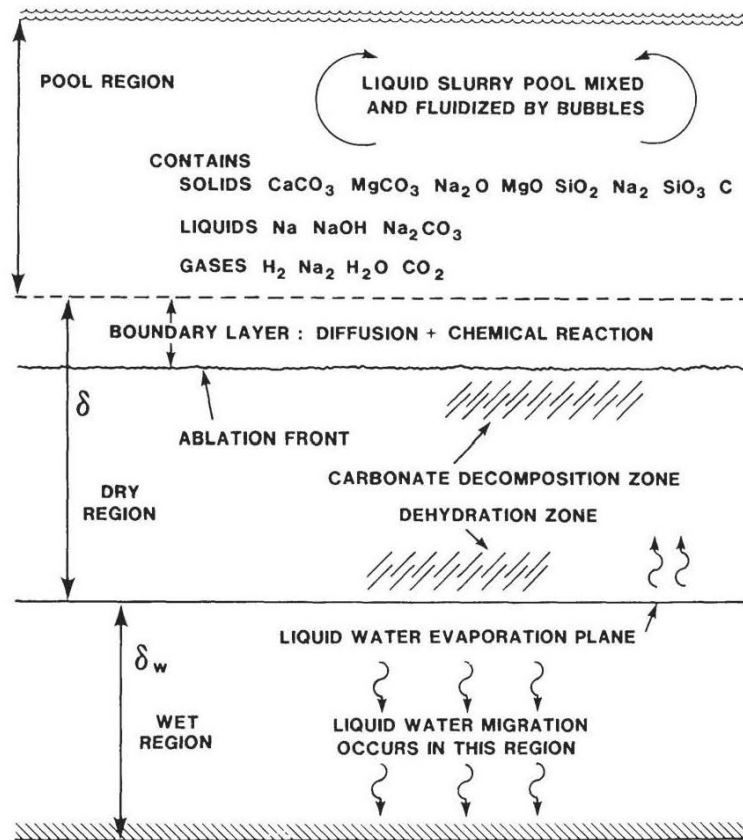 POOL REGION
LIQUID SLURRY POOL MIXED
AND FLUIDIZED BY BUBBLES
CONTAINS
SOLIDS CaCO₃ MgCO₃ Na₂O MgO SiO₂ Na₂ SiO₃ C
LIQUIDS Na NaOH Na₂CO₃
GASES H₂ Na₂ H₂O CO₂
BOUNDARY LAYER : DIFFUSION + CHEMICAL REACTION
δ
ABLATION FRONT
CARBONATE DECOMPOSITION ZONE
DRY
REGION
DEHYDRATION ZONE
LIQUID WATER EVAPORATION PLANE
δw
WET
REGION
LIQUID WATER MIGRATION
OCCURS IN THIS REGION